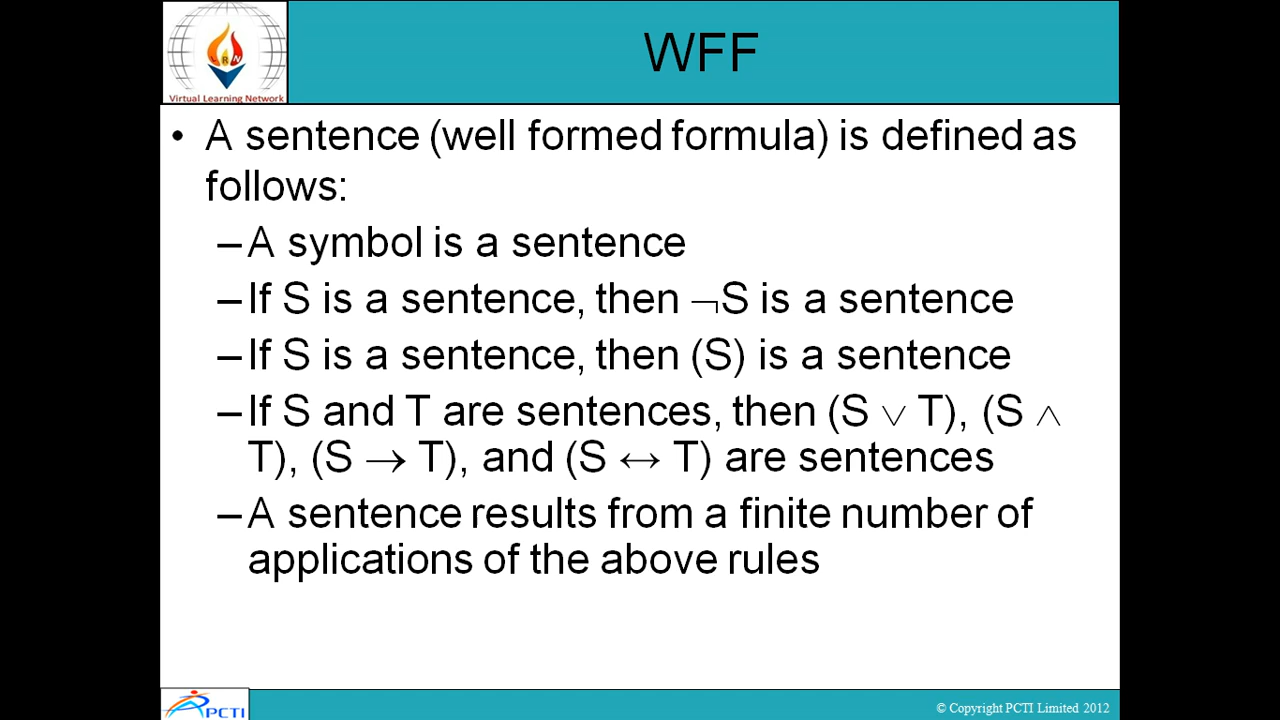 WFF
LRN
Virtual Learning Network
• A sentence (well formed formula) is defined as
follows:
–A symbol is a sentence
–If S is a sentence, then ¬S is a sentence
–If S is a sentence, then (S) is a sentence
–If S and T are sentences, then (S ∨ T), (S ∧
T), (S → T), and (S ↔ T) are sentences
–A sentence results from a finite number of
applications of the above rules
PCTI
© Copyright PCTI Limited 2012